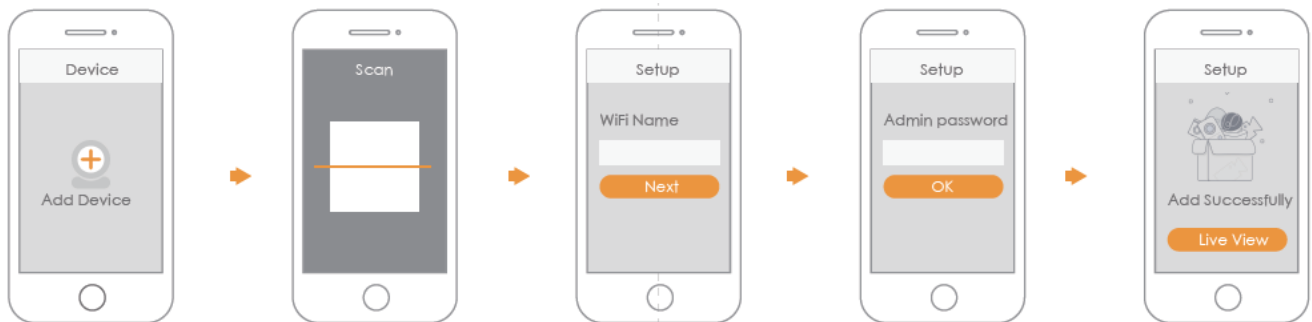 Device
Add Device
Scan
Setup
WiFi Name
Next
Setup
Admin password
OK
Setup
Add Successfully
Live View